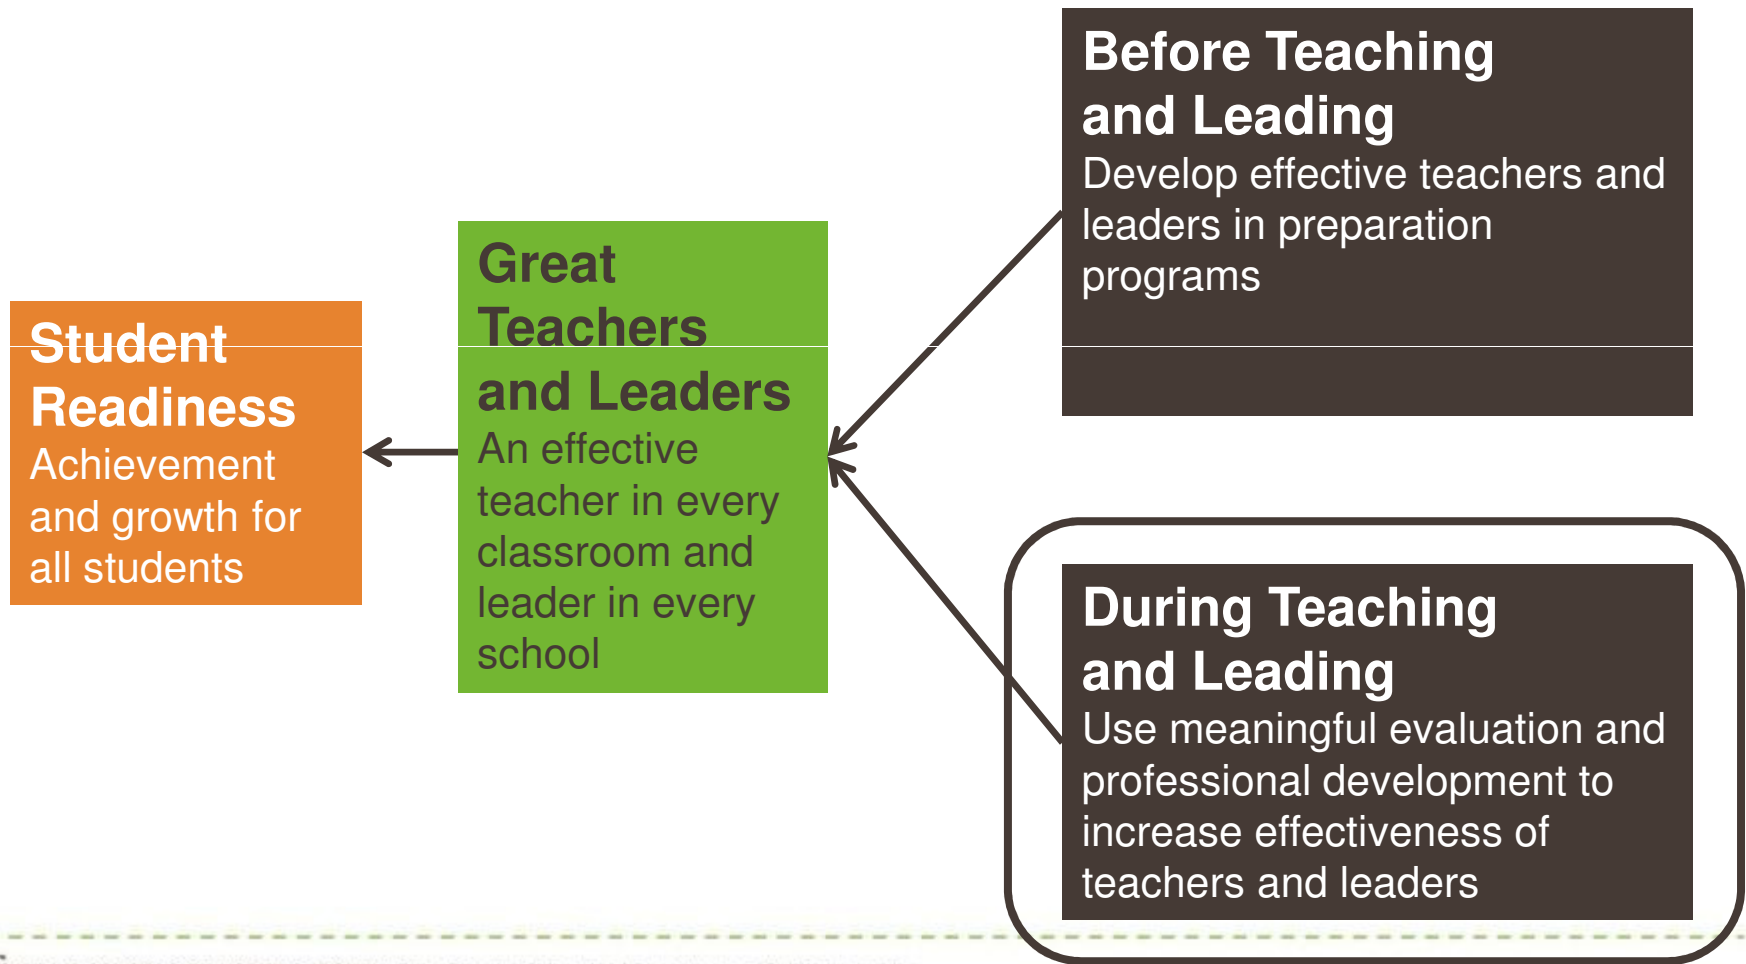 Student
Readiness
Achievement
and growth for
all students
Great
Teachers
and Leaders
An effective
teacher in every
classroom and
leader in every
school
Before Teaching
and Leading
Develop effective teachers and
leaders in preparation
programs
During Teaching
and Leading
Use meaningful evaluation and
professional development to
increase effectiveness of
teachers and leaders